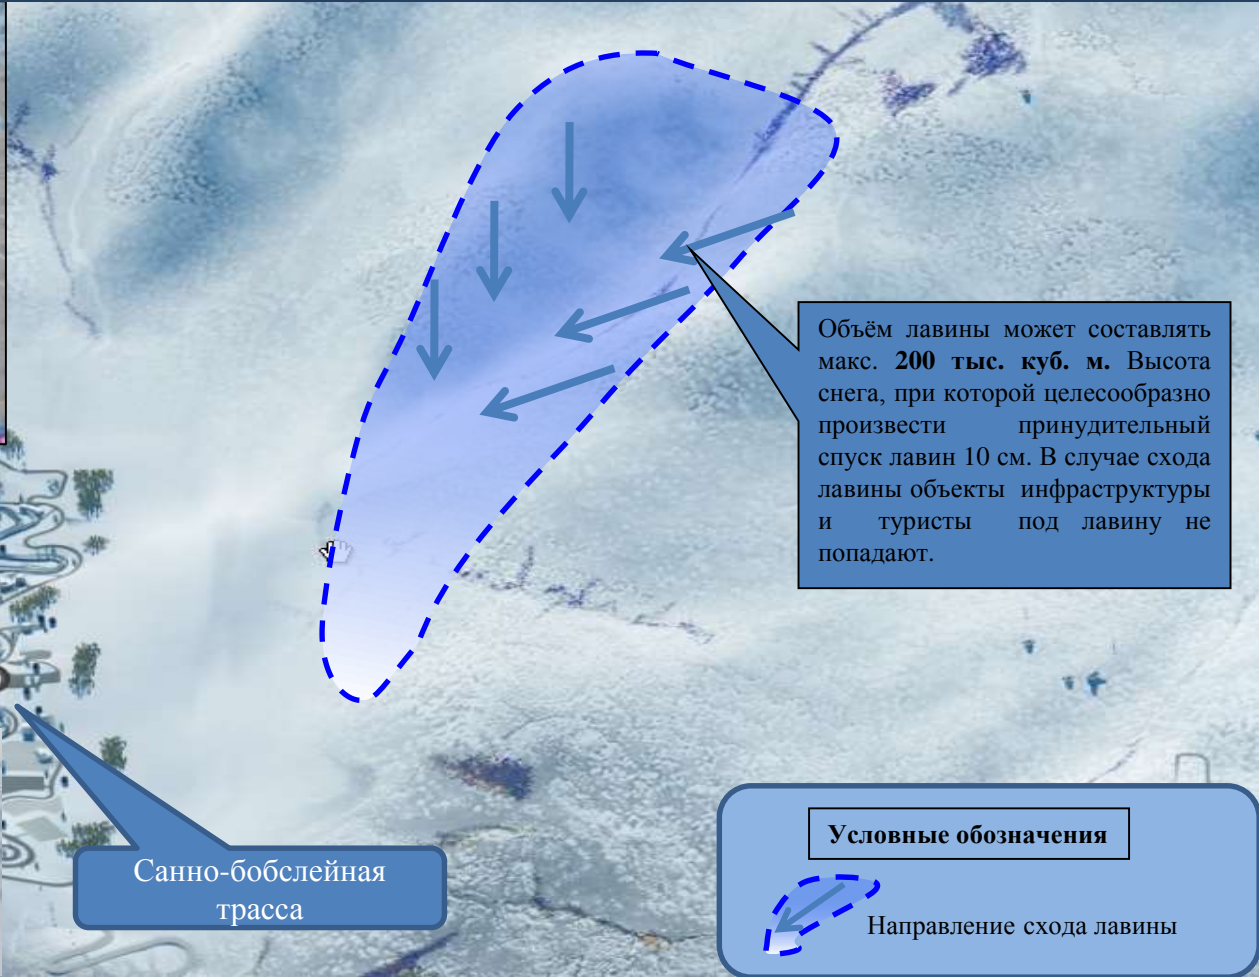 Объём лавины может составлять
макс. 200 тыс. куб. м. Высота
снега, при которой целесообразно
произвести принудительный
спуск лавин 10 см. В случае схода
лавины объекты инфраструктуры
и туристы под лавину не
попадают.
Санно-бобслейная
трасса
Условные обозначения
Направление схода лавины